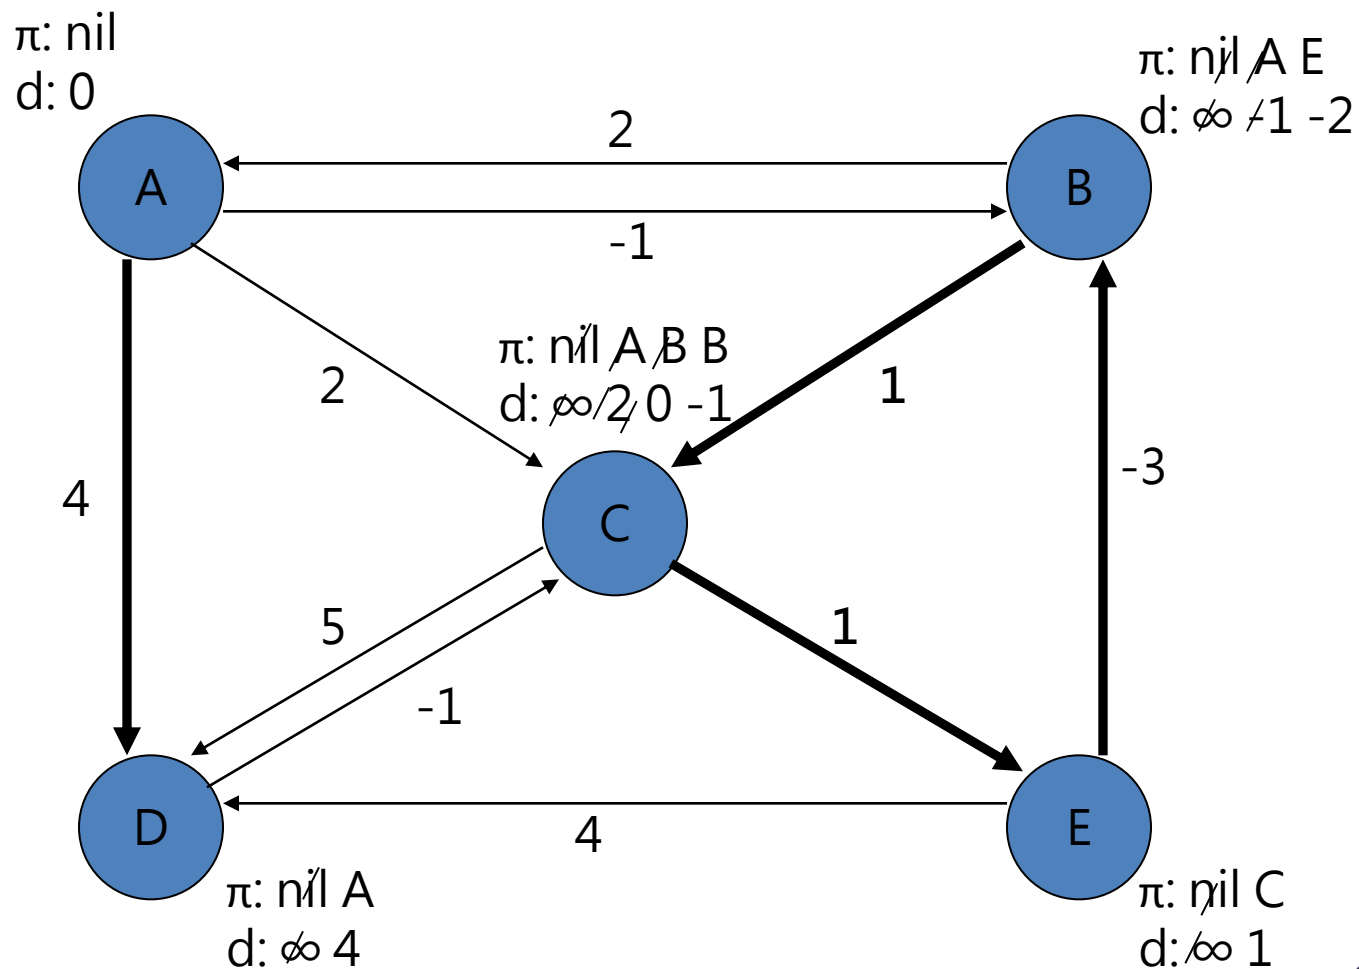 π: nil
d: 0
π: nil A E
d: ∞ -1 -2
2
A
B
-1
π: nil A B B
d: ∞ 2 0 -1
2
1
4
-3
C
5
1
-1
D
E
4
π: nil A
d: ∞ 4
π: nil C
d: ∞ 1